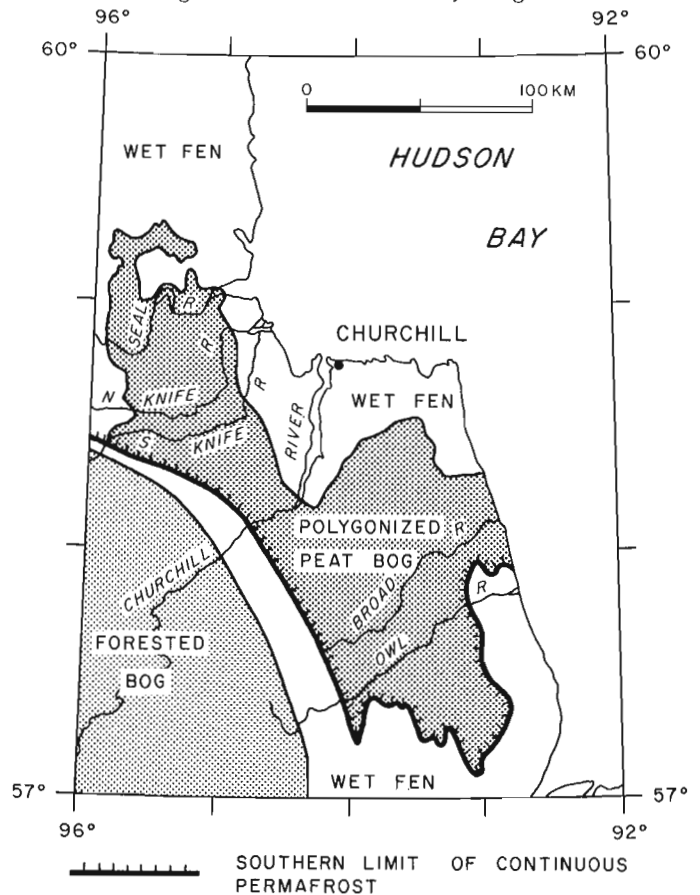 96°
92°
60°
60°
0 100 KM
WET FEN
HUDSON
BAY
SEAL
R
CHURCHILL
R
R
N KNIFE
WET FEN
S KNIFE
RIVER
POLYGONIZED
PEAT BOG
R
CHURCHILL
BROAD
R
FORESTED
BOG
OWL
WET FEN
57°
57°
96°
92°
SOUTHERN LIMIT OF CONTINUOUS
PERMAFROST